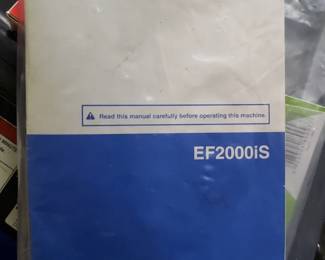 Read this manual carefully before operating this machine.
EF2000iS